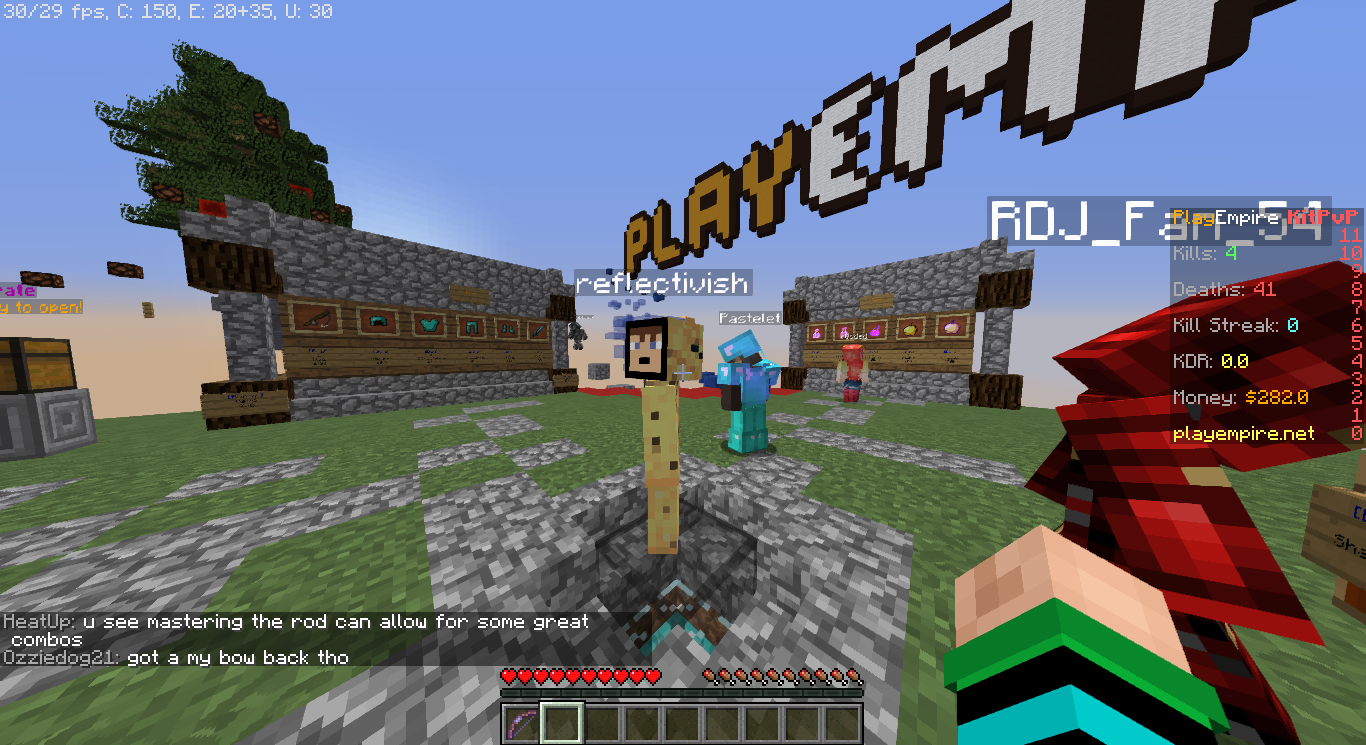 30/29 fps, C: 150, E: 20+35, U: 30
PLAYEMP
RDJ_Fan_54
PlayEmpire KitPvP
11
Kills: 4 10
9
Deaths: 41 8
7
Kill Streak: 0 6
5
KDR: 0.0 4
3
Money: $282.0 2
1
playempire.net 0
reflectivish
Pastelet
rate
y to open!
HeatUp: u see mastering the rod can allow for some great
combos
Ozziedog21: got a my bow back tho